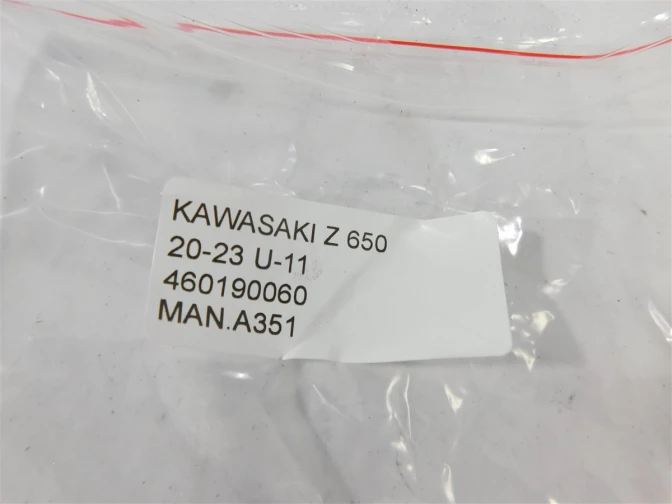 KAWASAKI Z 650
20-23 U-11
460190060
MAN.A351